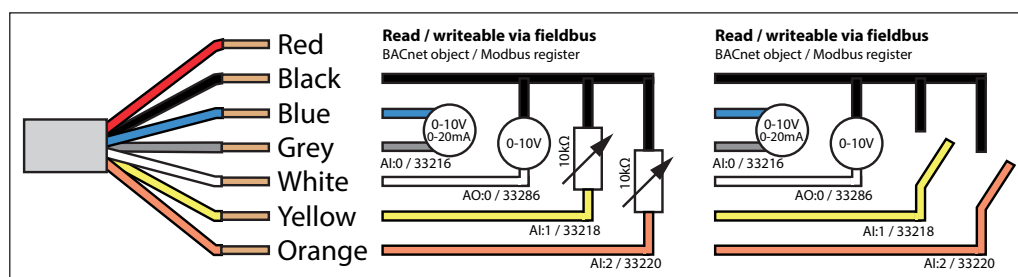 Red
Black
Blue
Grey
White
Yellow
Orange
Read / writeable via fieldbus
BACnet object / Modbus register
0-10V
0-20mA
0-10V
10kΩ
10kΩ
AI:0 / 33216
AO:0 / 33286
AI:1 / 33218
AI:2 / 33220
Read / writeable via fieldbus
BACnet object / Modbus register
0-10V
0-20mA
0-10V
AI:0 / 33216
AO:0 / 33286
AI:1 / 33218
AI:2 / 33220